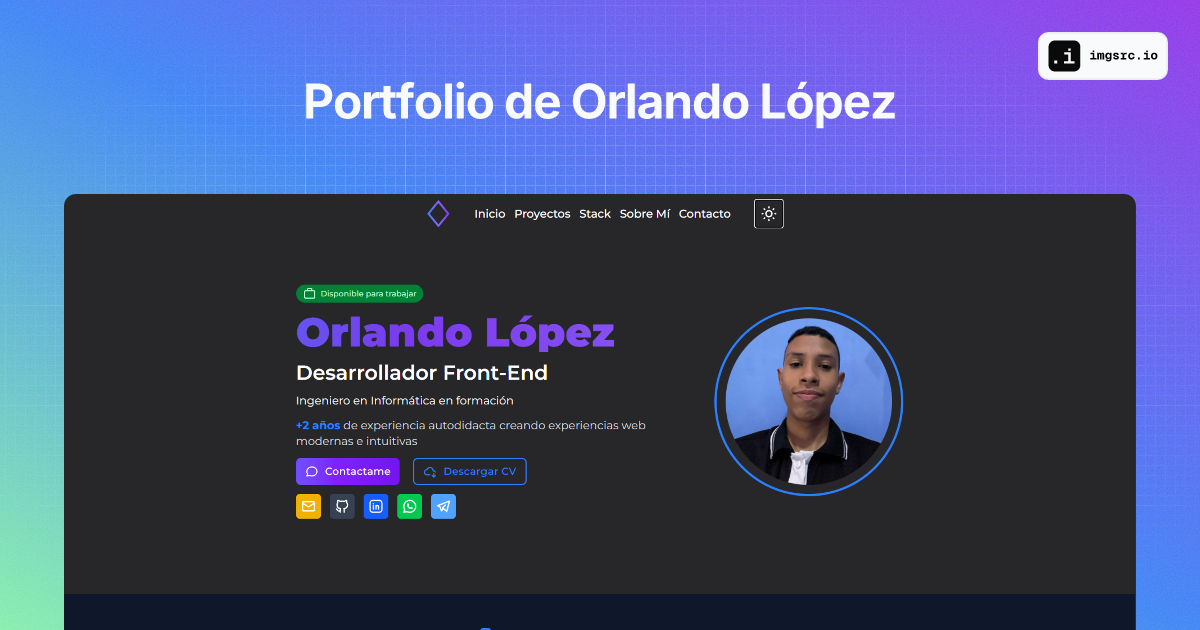 .i imgsrc.io
Portfolio de Orlando López
Inicio Proyectos Stack Sobre Mí Contacto
Disponible para trabajar
Orlando López
Desarrollador Front-End
Ingeniero en Informática en formación
+2 años de experiencia autodidacta creando experiencias web
modernas e intuitivas
Contactame Descargar CV
in